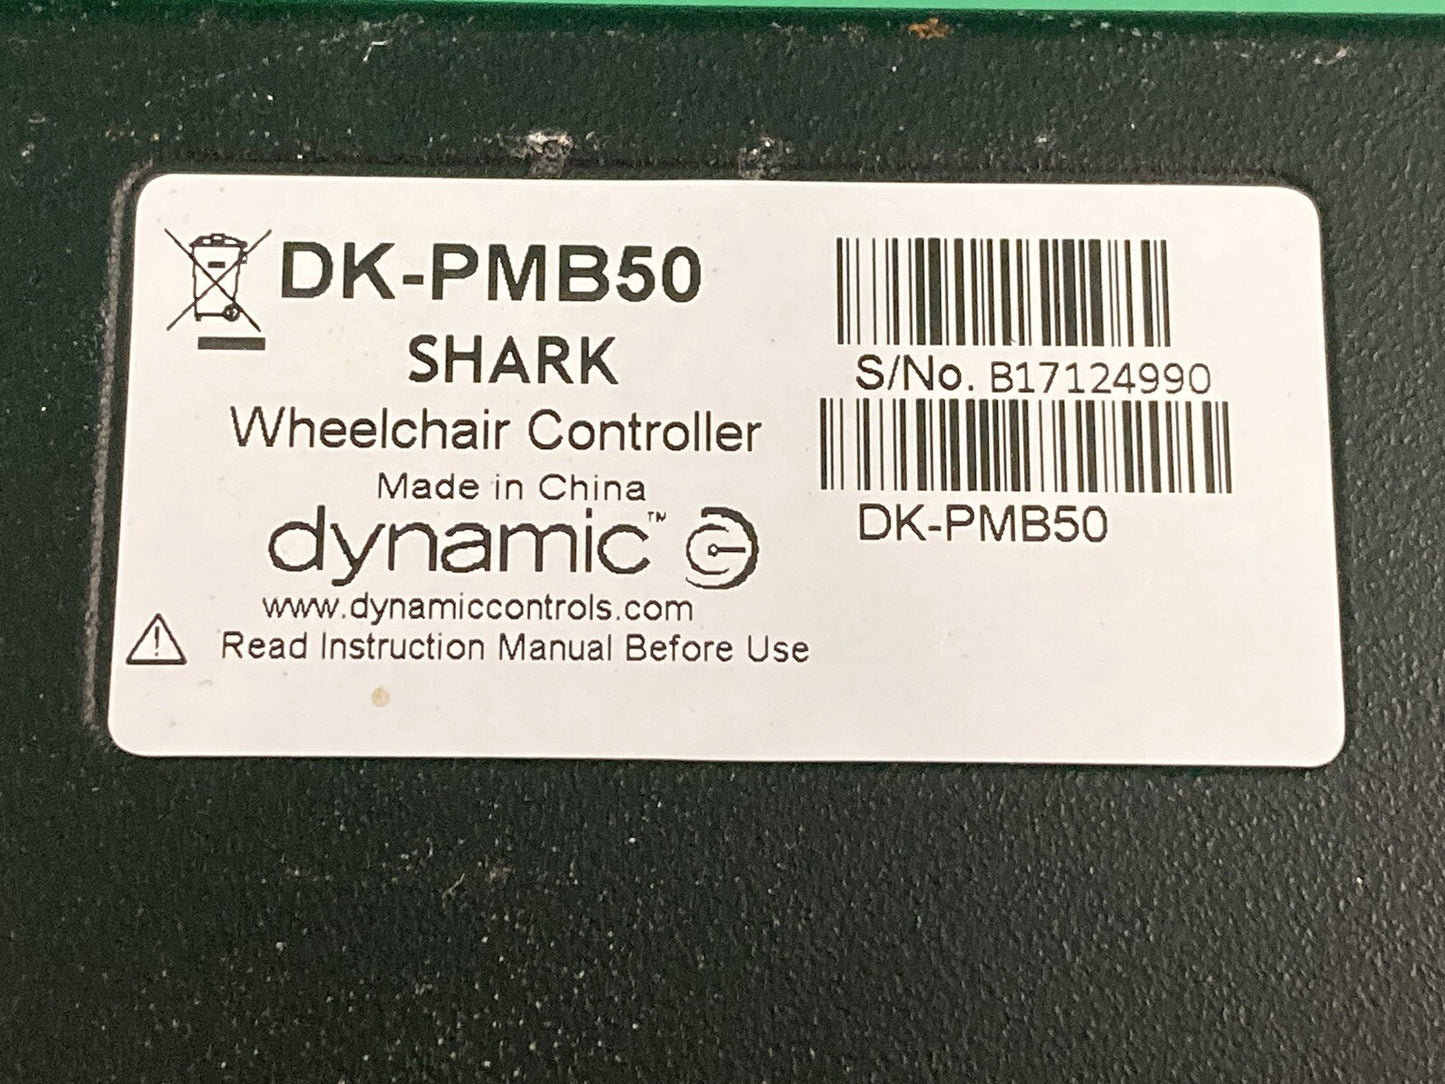 DK-PMB50
SHARK
Wheelchair Controller
Made in China
dynamic™
www.dynamiccontrols.com
Read Instruction Manual Before Use
S/No. B17124990
DK-PMB50